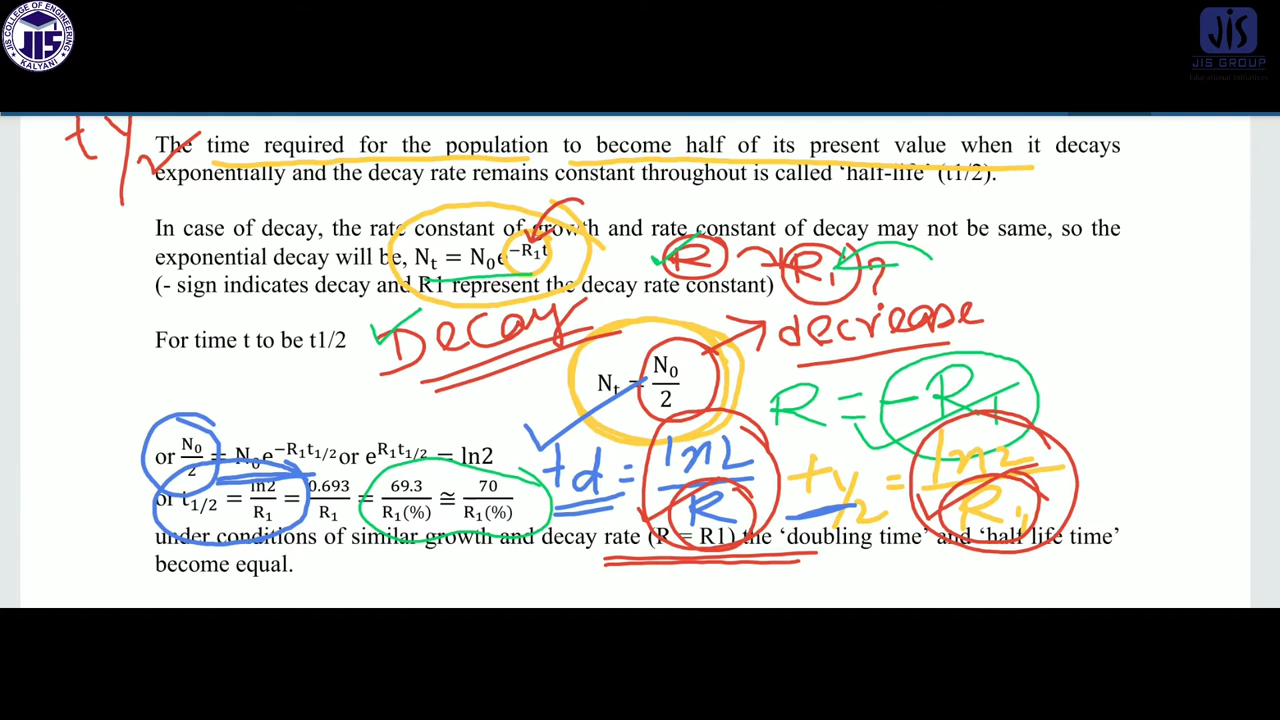 JIS COLLEGE OF ENGINEERING
JIS
KALYANI
JIS
JIS GROUP
Educational Initiatives
t 1/2
The time required for the population to become half of its present value when it decays
exponentially and the decay rate remains constant throughout is called ‘half-life’ (t1/2).
In case of decay, the rate constant of growth and rate constant of decay may not be same, so the
exponential decay will be, Nₜ = N₀e^−R₁t
R → R₁ ?
(- sign indicates decay and R1 represent the decay rate constant)
For time t to be t1/2
Decay
decrease
Nₜ = N₀/2
R = −R₁
or N₀/2 = N₀e^−R₁t₁/₂ or e^R₁t₁/₂ = ln2
td = ln2/R
t1/2 = ln2/R₁
or t₁/₂ = ln2/R₁ = 0.693/R₁ = 69.3/R₁(%) ≅ 70/R₁(%)
under conditions of similar growth and decay rate (R = R1) the ‘doubling time’ and ‘half life time’
become equal.